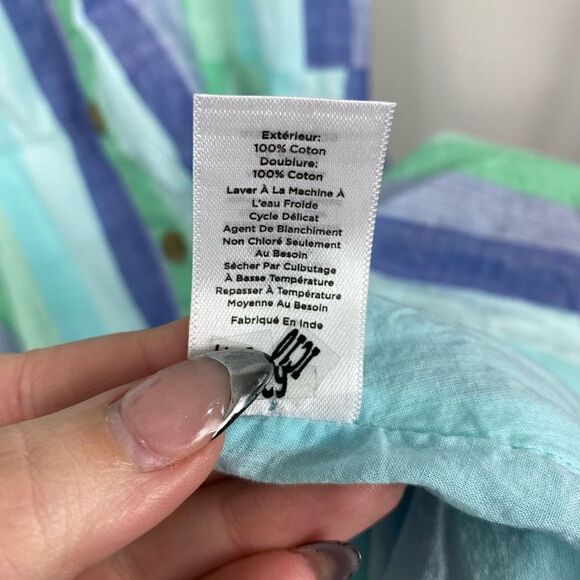 Extérieur:
100% Coton
Doublure:
100% Coton
Laver À La Machine À
L'eau Froide
Cycle Délicat
Agent De Blanchiment
Non Chloré Seulement
Au Besoin
Sécher Par Culbutage
À Basse Température
Repasser À Température
Moyenne Au Besoin
Fabriqué En Inde